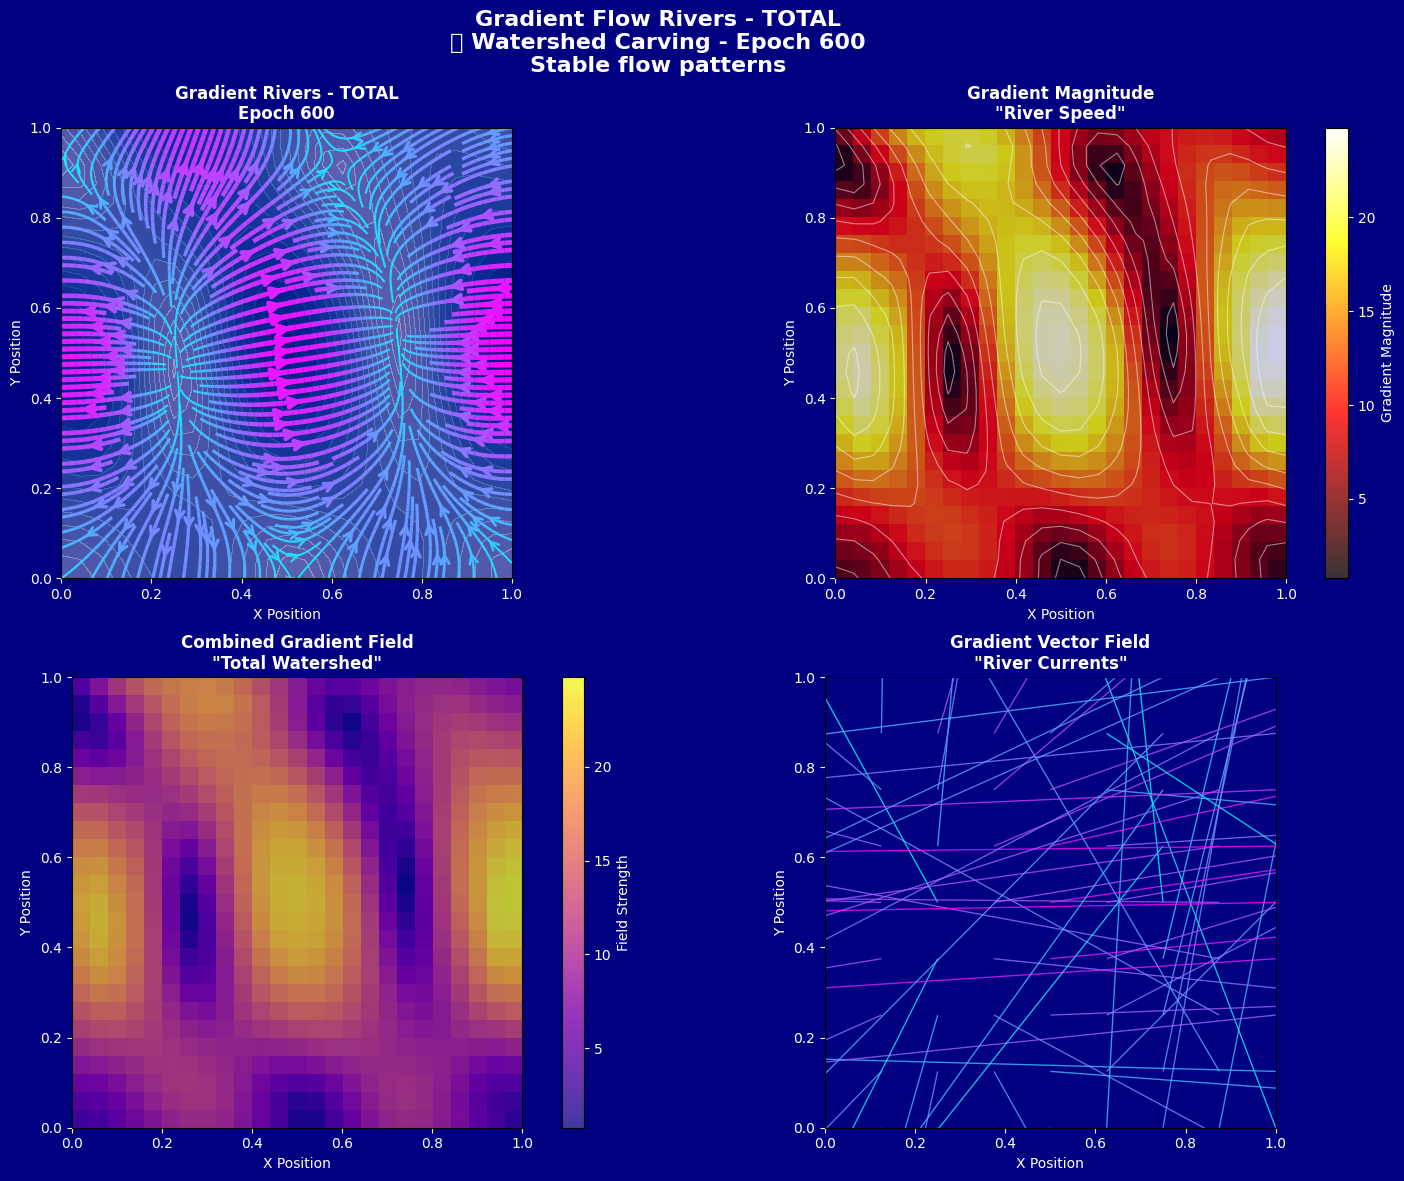 Gradient Flow Rivers - TOTAL
▯ Watershed Carving - Epoch 600
Stable flow patterns
Gradient Rivers - TOTAL
Epoch 600
1.0
0.8
0.6
0.4
0.2
0.0
Y Position
0.0 0.2 0.4 0.6 0.8 1.0
X Position
Gradient Magnitude
"River Speed"
1.0
0.8
0.6
0.4
0.2
0.0
Y Position
0.0 0.2 0.4 0.6 0.8 1.0
X Position
20
15
10
5
Gradient Magnitude
Combined Gradient Field
"Total Watershed"
1.0
0.8
0.6
0.4
0.2
0.0
Y Position
0.0 0.2 0.4 0.6 0.8 1.0
X Position
20
15
10
5
Field Strength
Gradient Vector Field
"River Currents"
1.0
0.8
0.6
0.4
0.2
0.0
Y Position
0.0 0.2 0.4 0.6 0.8 1.0
X Position